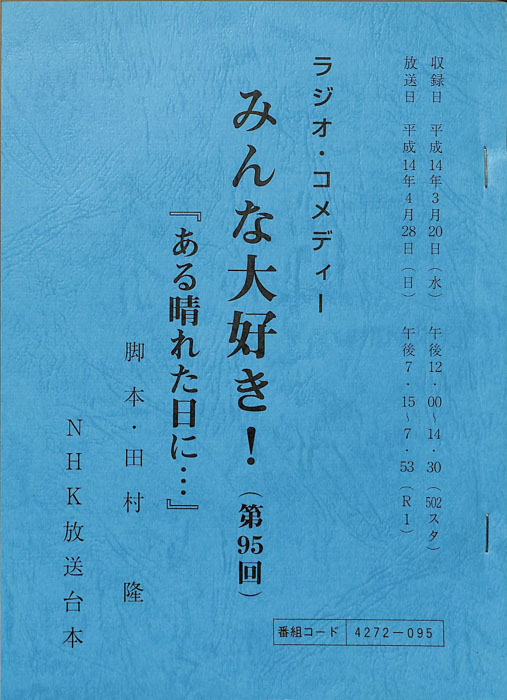 収録日 平成14年3月20日（水） 午後12・00～14・30（502スタ）
放送日 平成14年4月28日（日） 午後7・15～7・53（R1）
ラジオ・コメディー
みんな大好き！（第95回）
『ある晴れた日に…』
脚本・田村 隆
NHK放送台本
番組コード 4272－095